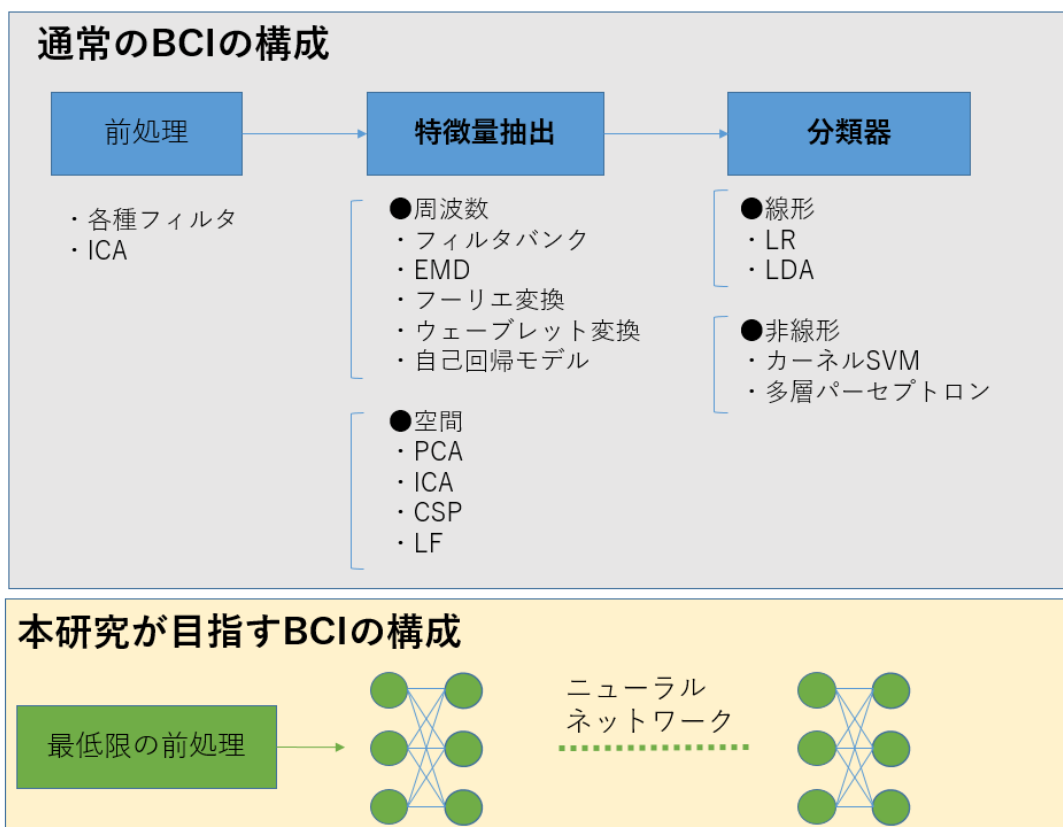 通常のBCIの構成
前処理
特徴量抽出
分類器
・各種フィルタ
・ICA
●周波数
・フィルタバンク
・EMD
・フーリエ変換
・ウェーブレット変換
・自己回帰モデル
●空間
・PCA
・ICA
・CSP
・LF
●線形
・LR
・LDA
●非線形
・カーネルSVM
・多層パーセプトロン
本研究が目指すBCIの構成
最低限の前処理
ニューラル
ネットワーク